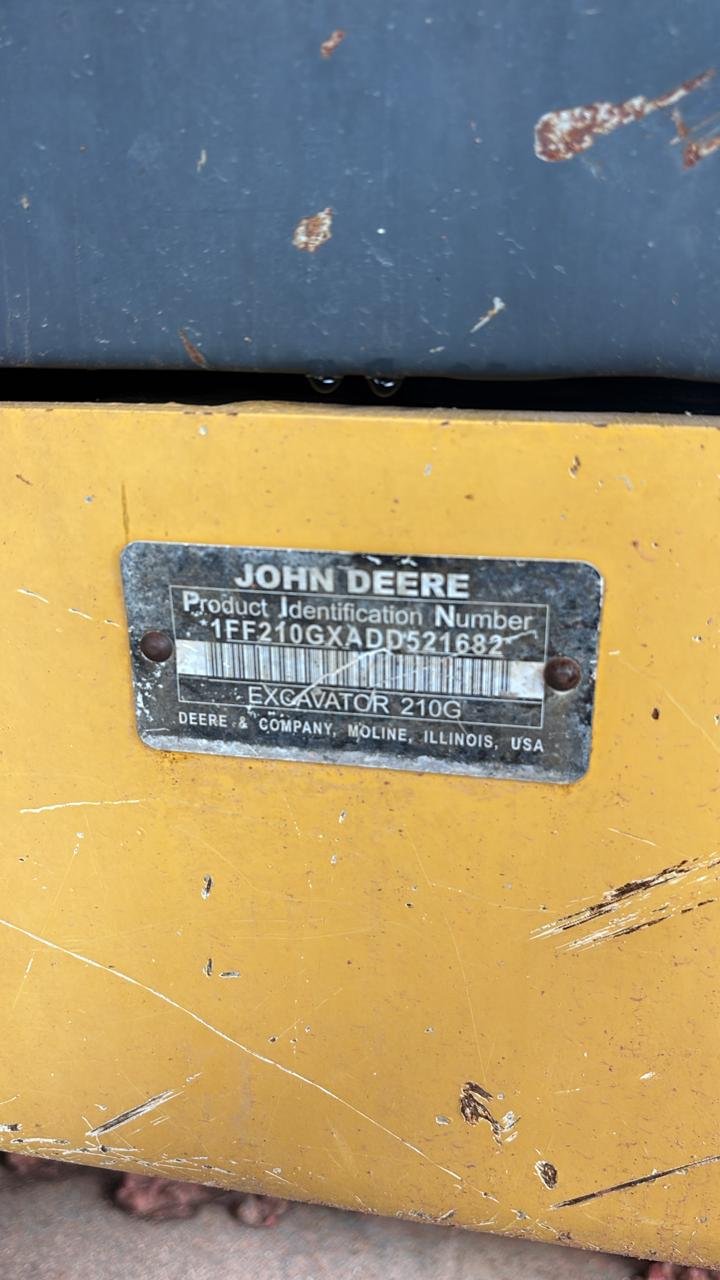 JOHN DEERE
Product Identification Number
*1FF210GXADD521682*
EXCAVATOR 210G
DEERE & COMPANY, MOLINE, ILLINOIS, USA